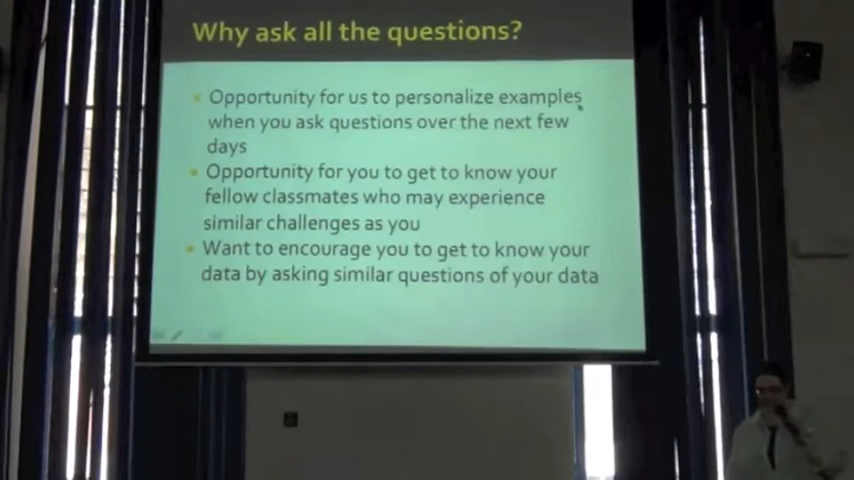 Why ask all the questions?
Opportunity for us to personalize examples
when you ask questions over the next few
days
Opportunity for you to get to know your
fellow classmates who may experience
similar challenges as you
Want to encourage you to get to know your
data by asking similar questions of your data